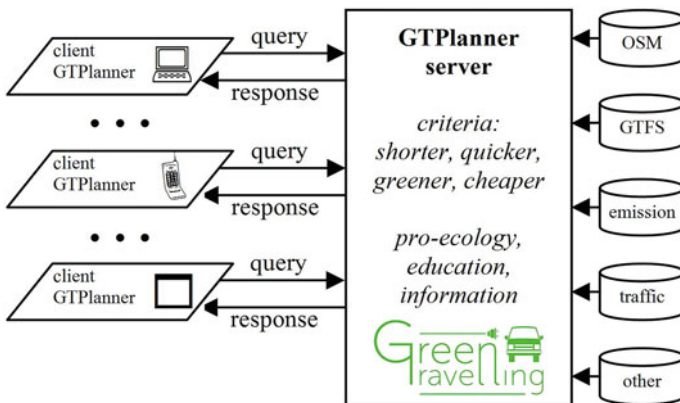 client
GTPlanner
query
response
• • •
client
GTPlanner
query
response
• • •
client
GTPlanner
query
response
GTPlanner
server
criteria:
shorter, quicker,
greener, cheaper
pro-ecology,
education,
information
Green
Travelling
OSM
GTFS
emission
traffic
other